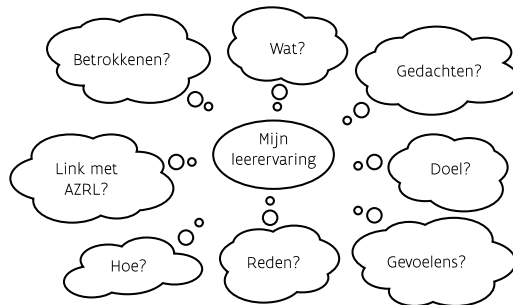 Betrokkenen?
Wat?
Gedachten?
Mijn
leerervaring
Link met
AZRL?
Doel?
Hoe?
Reden?
Gevoelens?